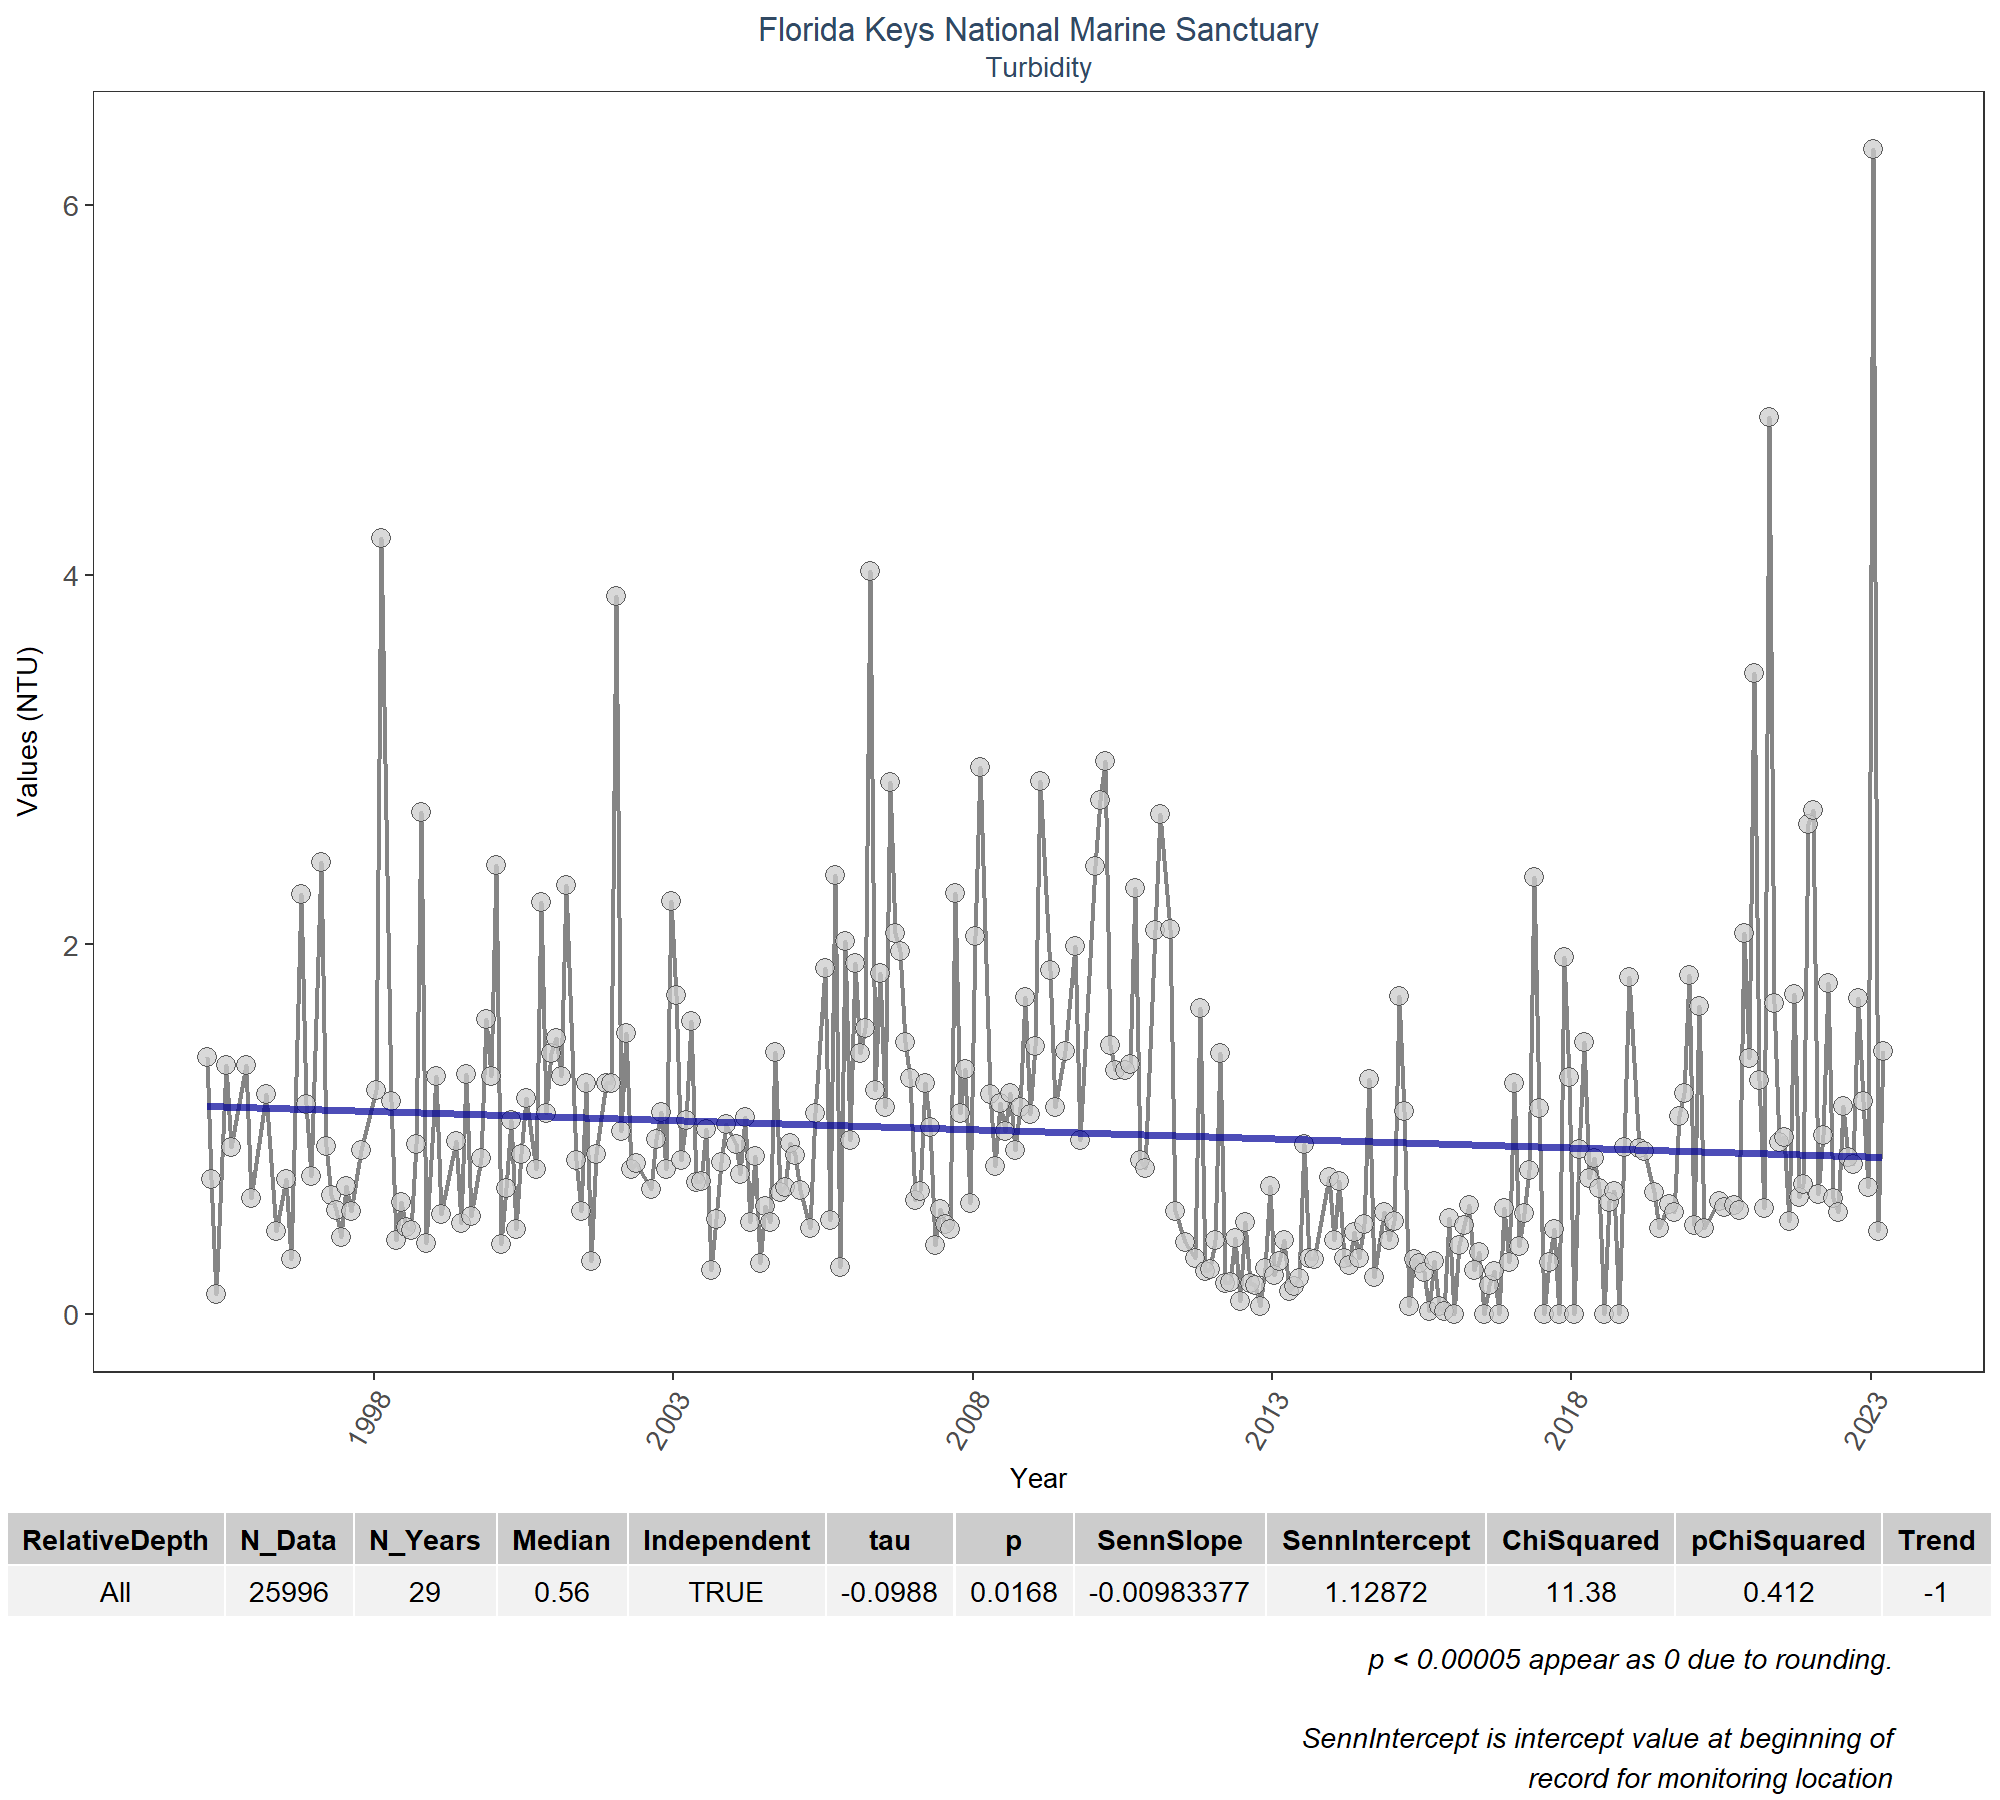 Florida Keys National Marine Sanctuary
Turbidity
Values (NTU)
6
4
2
0
1998 2003 2008 2013 2018 2023
Year
RelativeDepth N_Data N_Years Median Independent tau p SennSlope SennIntercept ChiSquared pChiSquared Trend
All 25996 29 0.56 TRUE -0.0988 0.0168 -0.00983377 1.12872 11.38 0.412 -1
p < 0.00005 appear as 0 due to rounding.
SennIntercept is intercept value at beginning of
record for monitoring location